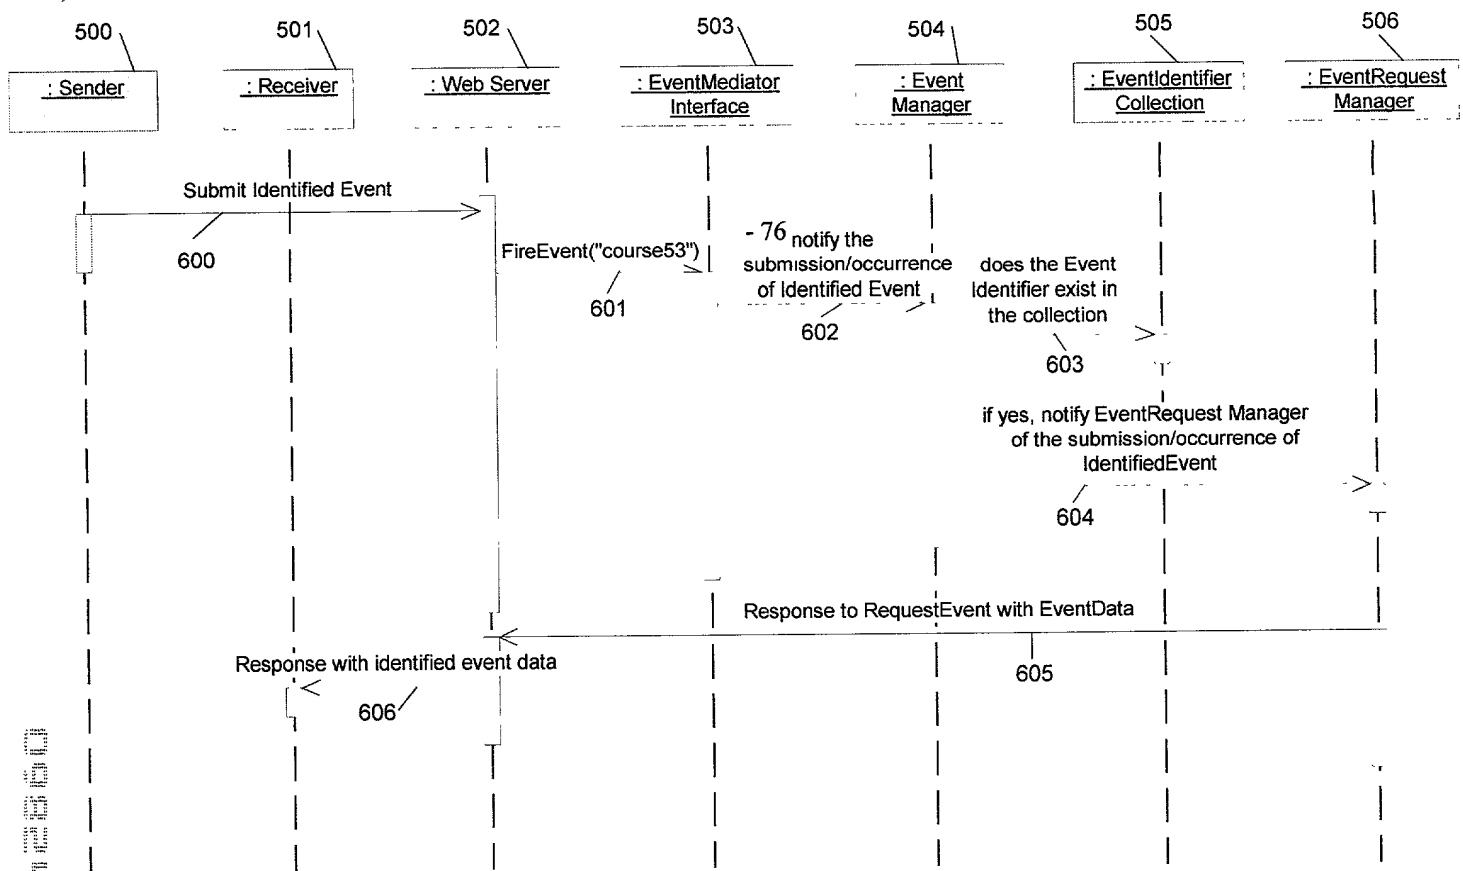 500
501
502
503
504
505
506
: Sender
: Receiver
: Web Server
: EventMediator
Interface
: Event
Manager
: EventIdentifier
Collection
: EventRequest
Manager
Submit Identified Event
600
FireEvent("course53")
601
- 76 notify the
submission/occurrence
of Identified Event
602
does the Event
Identifier exist in
the collection
603
if yes, notify EventRequest Manager
of the submission/occurrence of
IdentifiedEvent
604
Response to RequestEvent with EventData
605
Response with identified event data
606